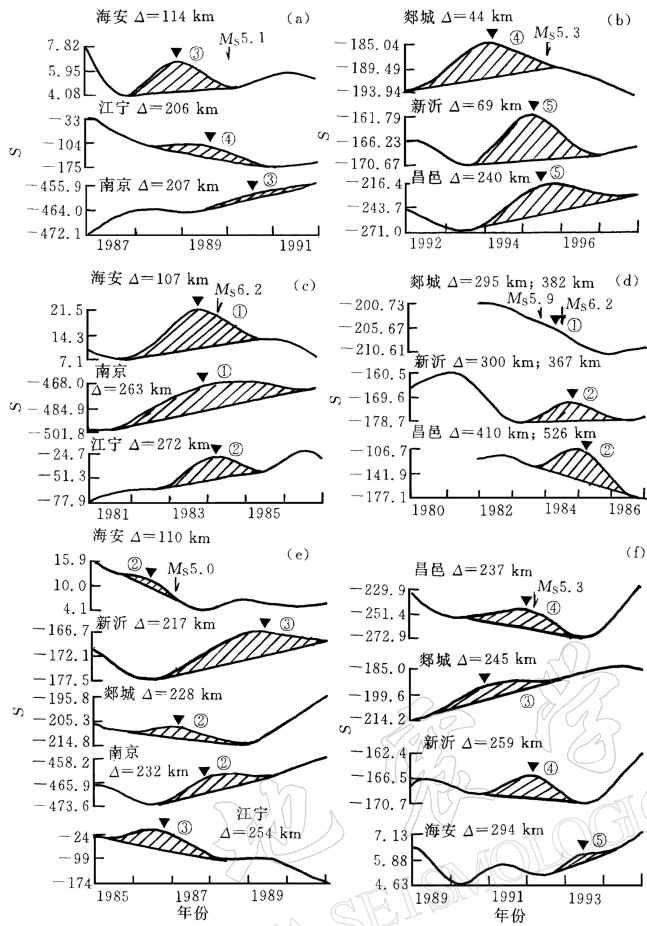 海安 Δ=114 km (a)
7.82
5.95
4.08
③
Ms5.1
江宁 Δ=206 km
-33
-104
-175
④
南京 Δ=207 km
-455.9
-464.0
-472.1
③
S
1987 1989 1991
郯城 Δ=44 km (b)
-185.04
-189.49
-193.94
④
Ms5.3
新沂 Δ=69 km
-161.79
-166.23
-170.67
⑤
昌邑 Δ=240 km
-216.4
-243.7
-271.0
⑤
S
1992 1994 1996
海安 Δ=107 km (c)
21.5
14.3
7.1
Ms6.2
①
南京
Δ=263 km
-468.0
-484.9
-501.8
①
江宁 Δ=272 km
-24.7
-51.3
-77.9
②
S
1981 1983 1985
郯城 Δ=295 km; 382 km (d)
-200.73
-205.67
-210.61
Ms5.9
Ms6.2
①
新沂 Δ=300 km; 367 km
-160.5
-169.6
-178.7
②
昌邑 Δ=410 km; 526 km
-106.7
-141.9
-177.1
②
S
1980 1982 1984 1986
海安 Δ=110 km (e)
15.9
10.0
4.1
②
Ms5.0
新沂 Δ=217 km
-166.7
-172.1
-177.5
③
郯城 Δ=228 km
-195.8
-205.3
-214.8
②
南京
Δ=232 km
-458.2
-465.9
-473.6
②
江宁
Δ=254 km
-24
-99
-174
③
S
1985 1987 1989
年份
昌邑 Δ=237 km (f)
-229.9
-251.4
-272.9
Ms5.3
④
郯城 Δ=245 km
-185.0
-199.6
-214.2
③
新沂 Δ=259 km
-162.4
-166.5
-170.7
④
海安 Δ=294 km
7.13
5.88
4.63
⑤
S
1989 1991 1993
年份
地震学
SEISMOLOGIC